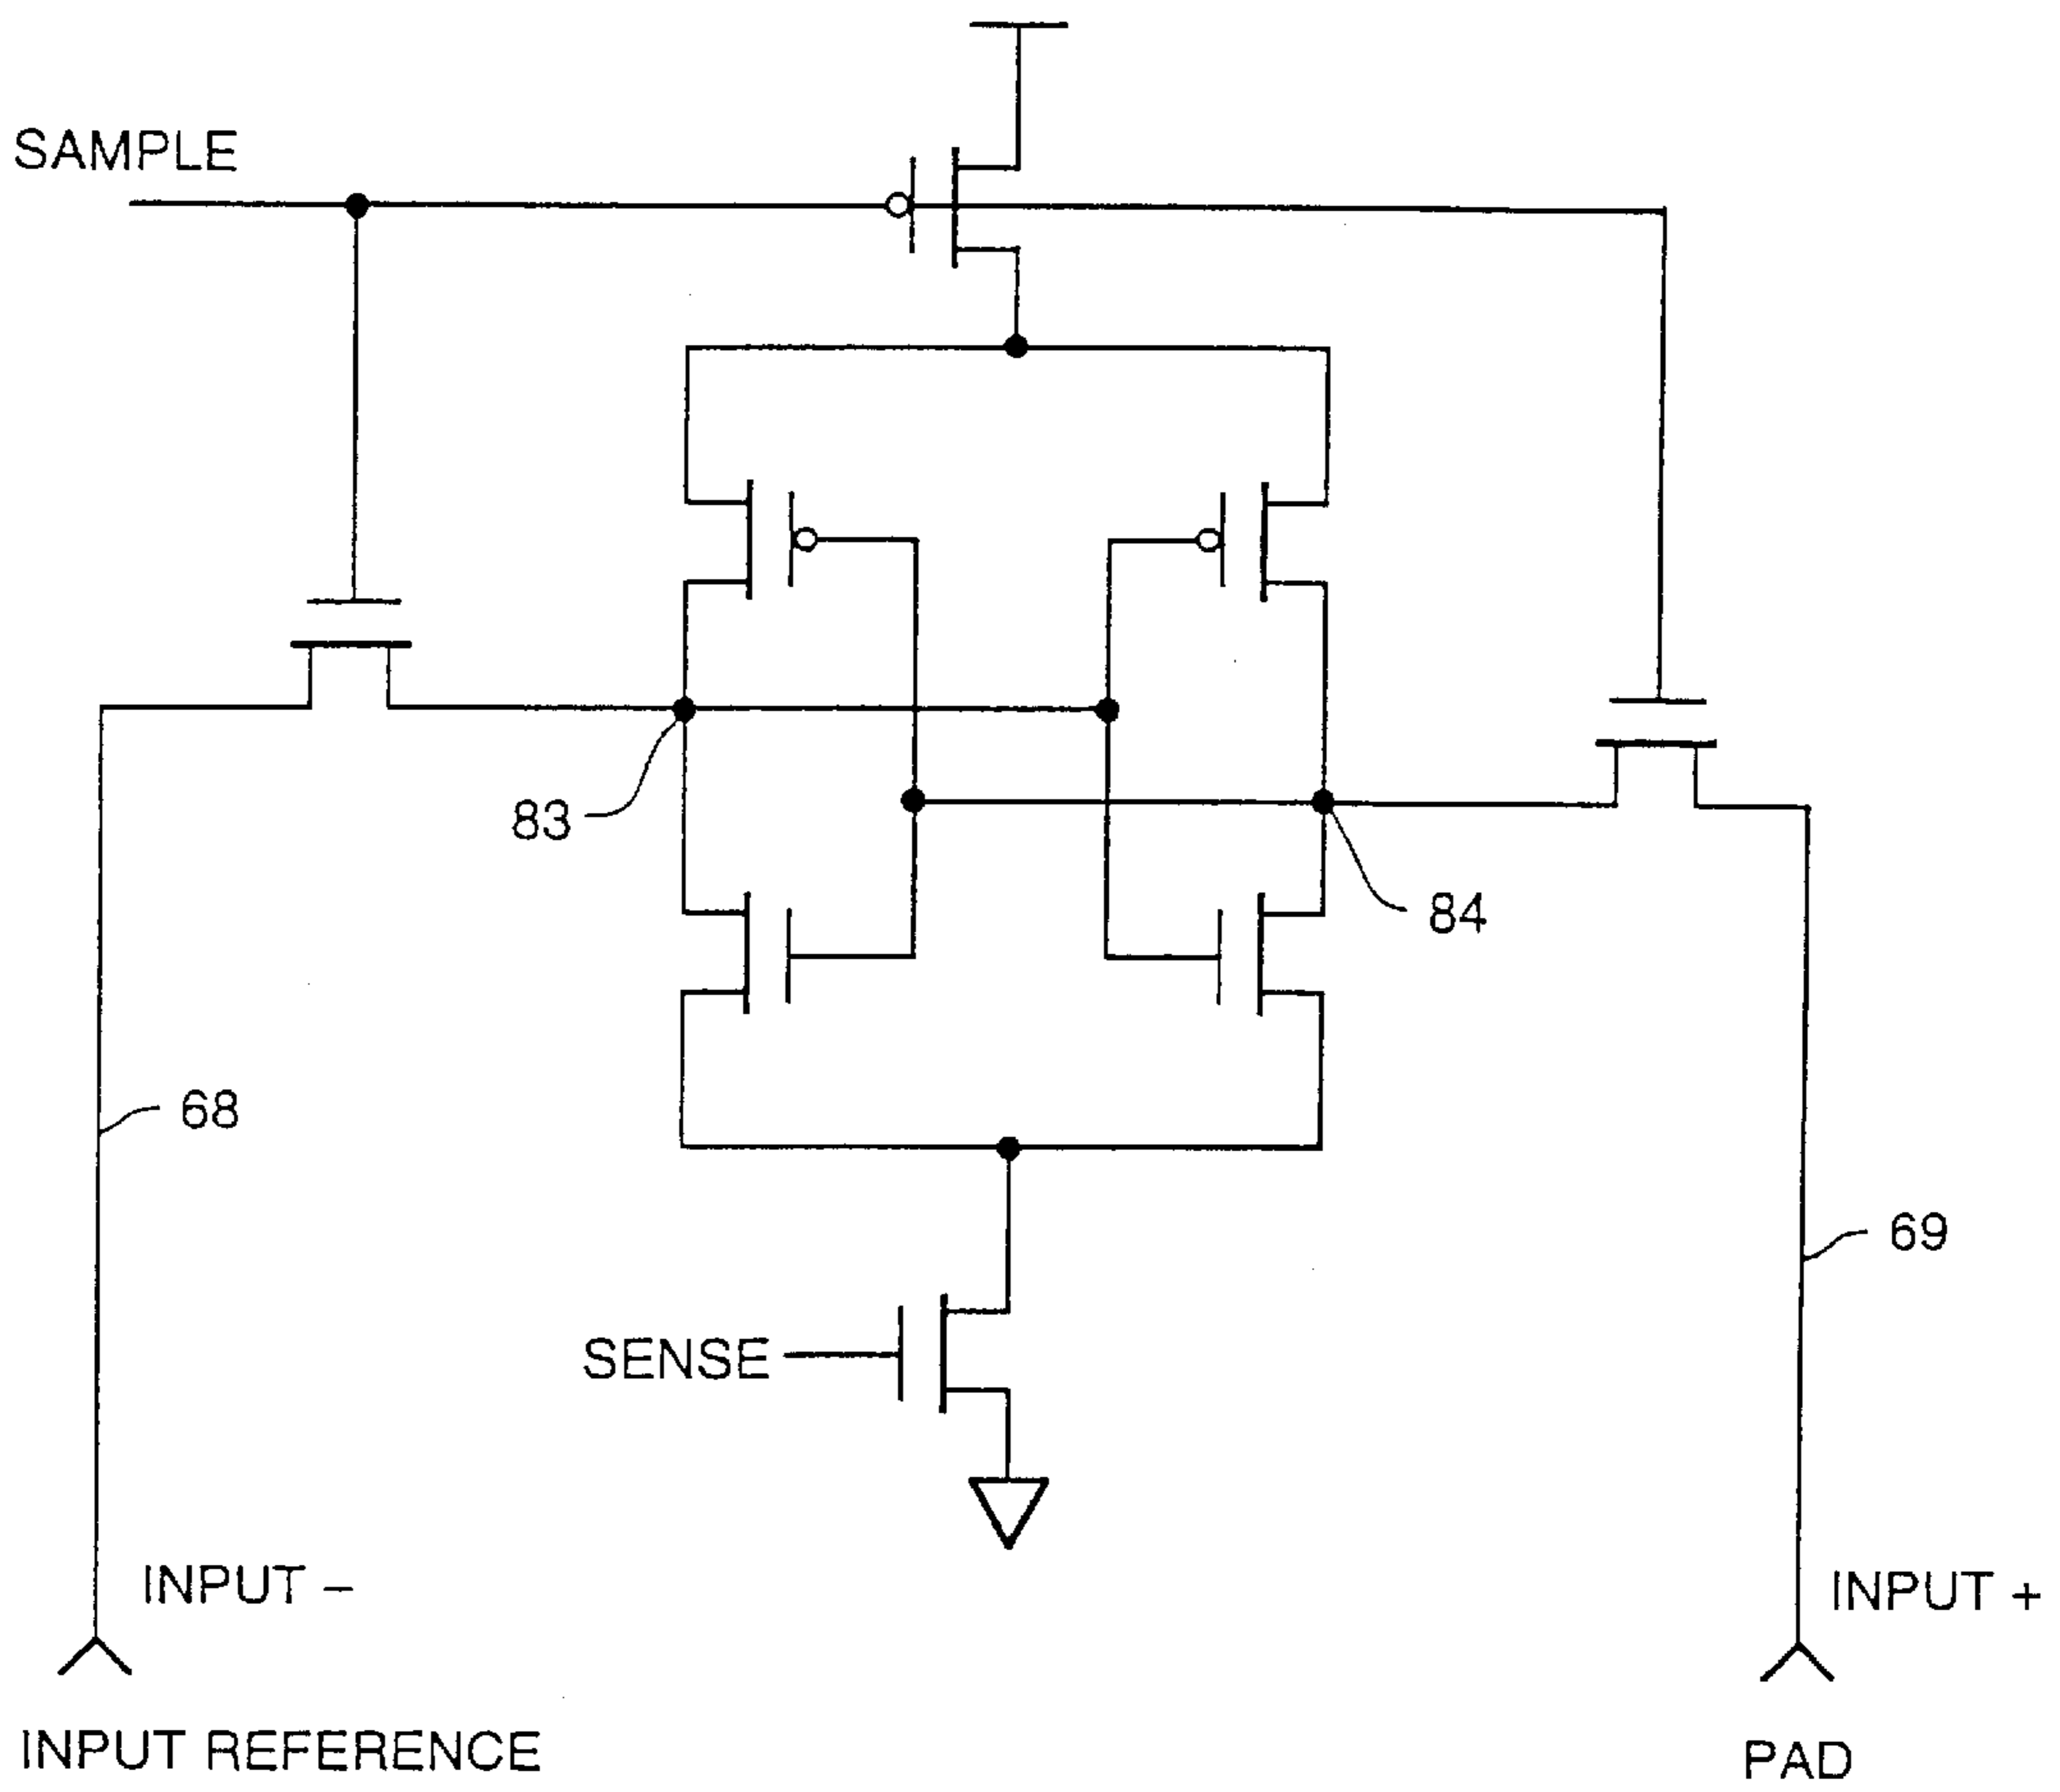 SAMPLE
83
84
68
69
SENSE
INPUT –
INPUT +
INPUT REFERENCE
PAD